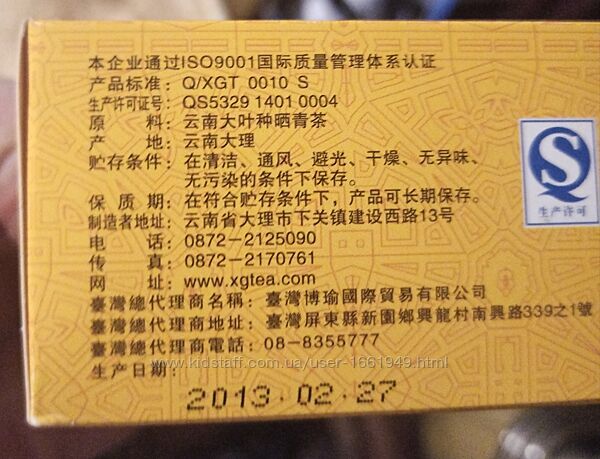 本企业通过ISO9001国际质量管理体系认证
产品标准：Q/XGT 0010 S
生产许可证号：QS5329 1401 0004
原　　料：云南大叶种晒青茶
产　　地：云南大理
贮存条件：在清洁、通风、避光、干燥、无异味、
无污染的条件下保存。
保 质 期：在符合贮存条件下，产品可长期保存。
制造者地址：云南省大理市下关镇建设西路13号
电　　话：0872-2125090
传　　真：0872-2170761
网　　址：www.xgtea.com
臺灣總代理商名稱：臺灣博瑜國際貿易有限公司
臺灣總代理商地址：臺灣屏東縣新園鄉興龍村南興路339之1號
臺灣總代理商電話：08-8355777
生产日期：
2013.02.27
QS
生产许可
www.kidstaff.com.ua/user-1661949.html